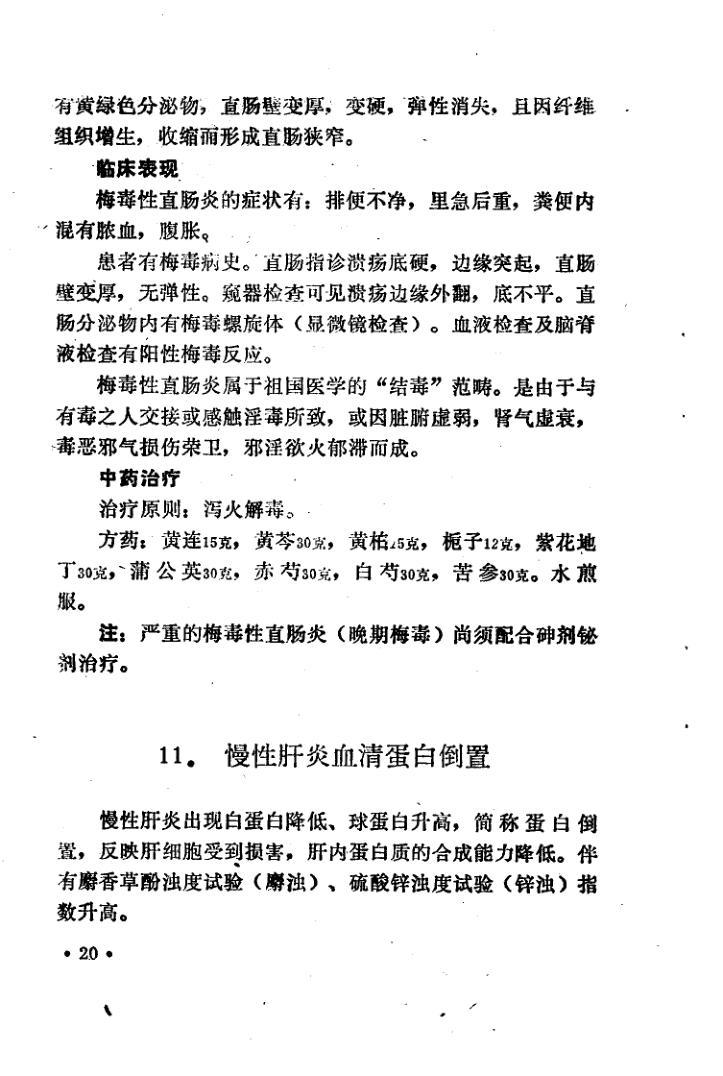 有黄绿色分泌物，直肠壁变厚，变硬，弹性消失，且因纤维
组织增生，收缩而形成直肠狭窄。
临床表现
梅毒性直肠炎的症状有：排便不净，里急后重，粪便内
混有脓血，腹胀。
患者有梅毒病史。直肠指诊溃疡底硬，边缘突起，直肠
壁变厚，无弹性。窥器检查可见溃疡边缘外翻，底不平。直
肠分泌物内有梅毒螺旋体（显微镜检查）。血液检查及脑脊
液检查有阳性梅毒反应。
梅毒性直肠炎属于祖国医学的“结毒”范畴。是由于与
有毒之人交接或感触淫毒所致，或因脏腑虚弱，肾气虚衰，
毒恶邪气损伤荣卫，邪淫欲火郁滞而成。
中药治疗
治疗原则：泻火解毒。
方药：黄连15克，黄芩30克，黄柏15克，栀子12克，紫花地
丁30克，蒲公英30克，赤芍30克，白芍30克，苦参30克。水煎
服。
注：严重的梅毒性直肠炎（晚期梅毒）尚须配合砷剂铋
剂治疗。
11. 慢性肝炎血清蛋白倒置
慢性肝炎出现白蛋白降低、球蛋白升高，简称蛋白倒
置，反映肝细胞受到损害，肝内蛋白质的合成能力降低。伴
有麝香草酚浊度试验（麝浊）、硫酸锌浊度试验（锌浊）指
数升高。
• 20 •